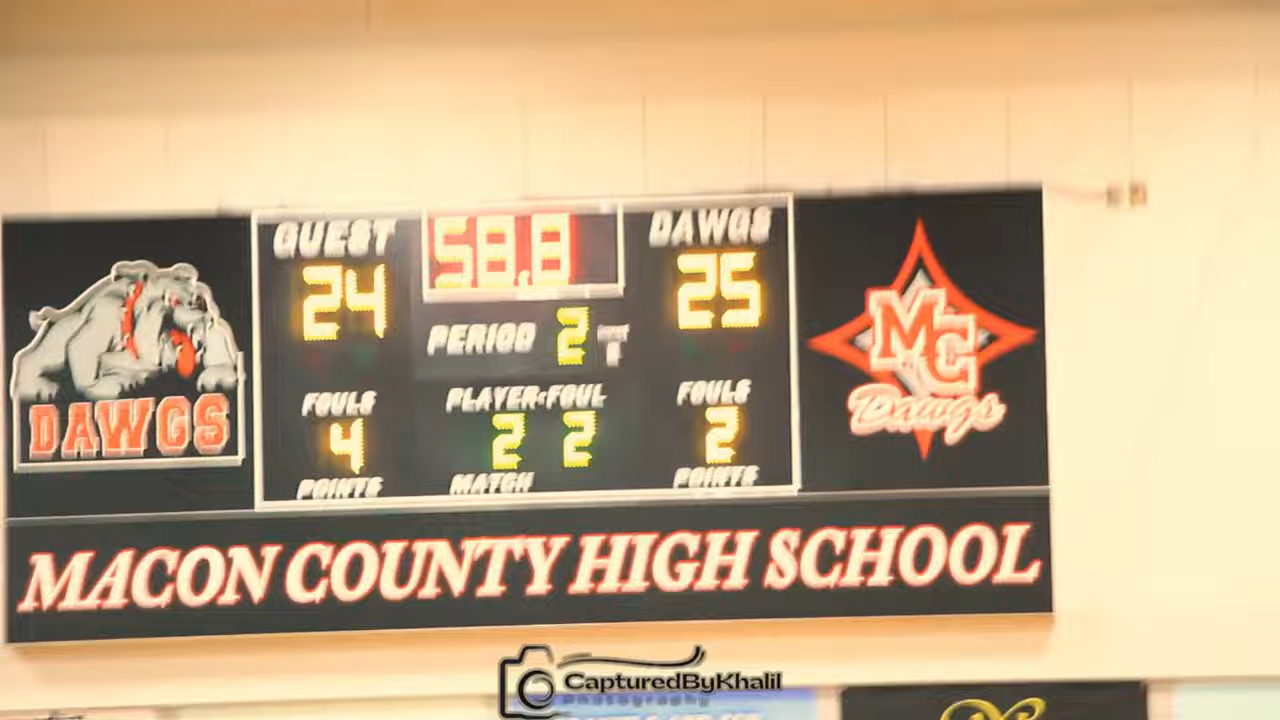 GUEST 58.8 DAWGS
24 25
PERIOD 2
FOULS PLAYER-FOUL FOULS
4 2 2 2
POINTS MATCH POINTS
DAWGS
MC
Dawgs
MACON COUNTY HIGH SCHOOL
CapturedByKhalil
Photography